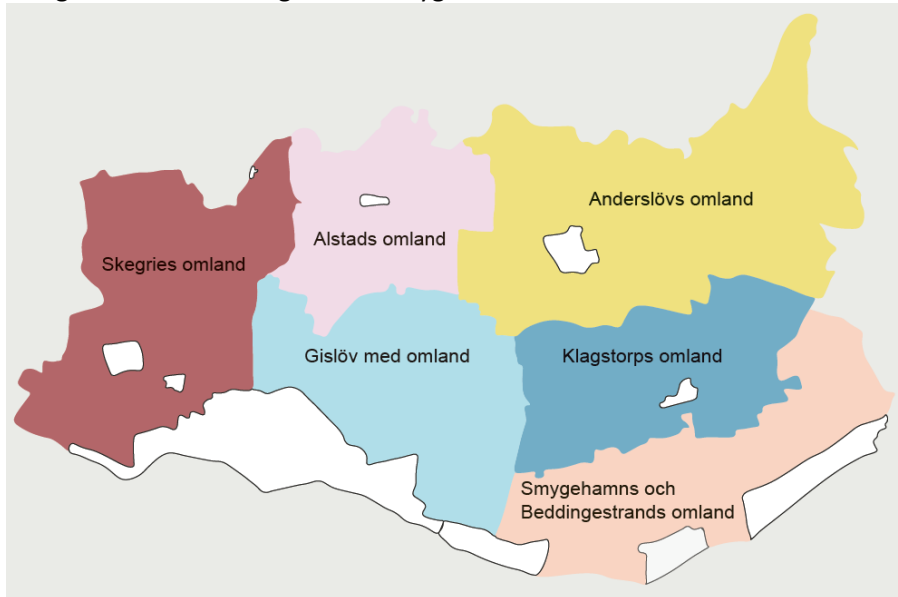 Anderslövs omland
Alstads omland
Skegries omland
Gislöv med omland
Klagstorps omland
Smygehamns och
Beddingestrands omland